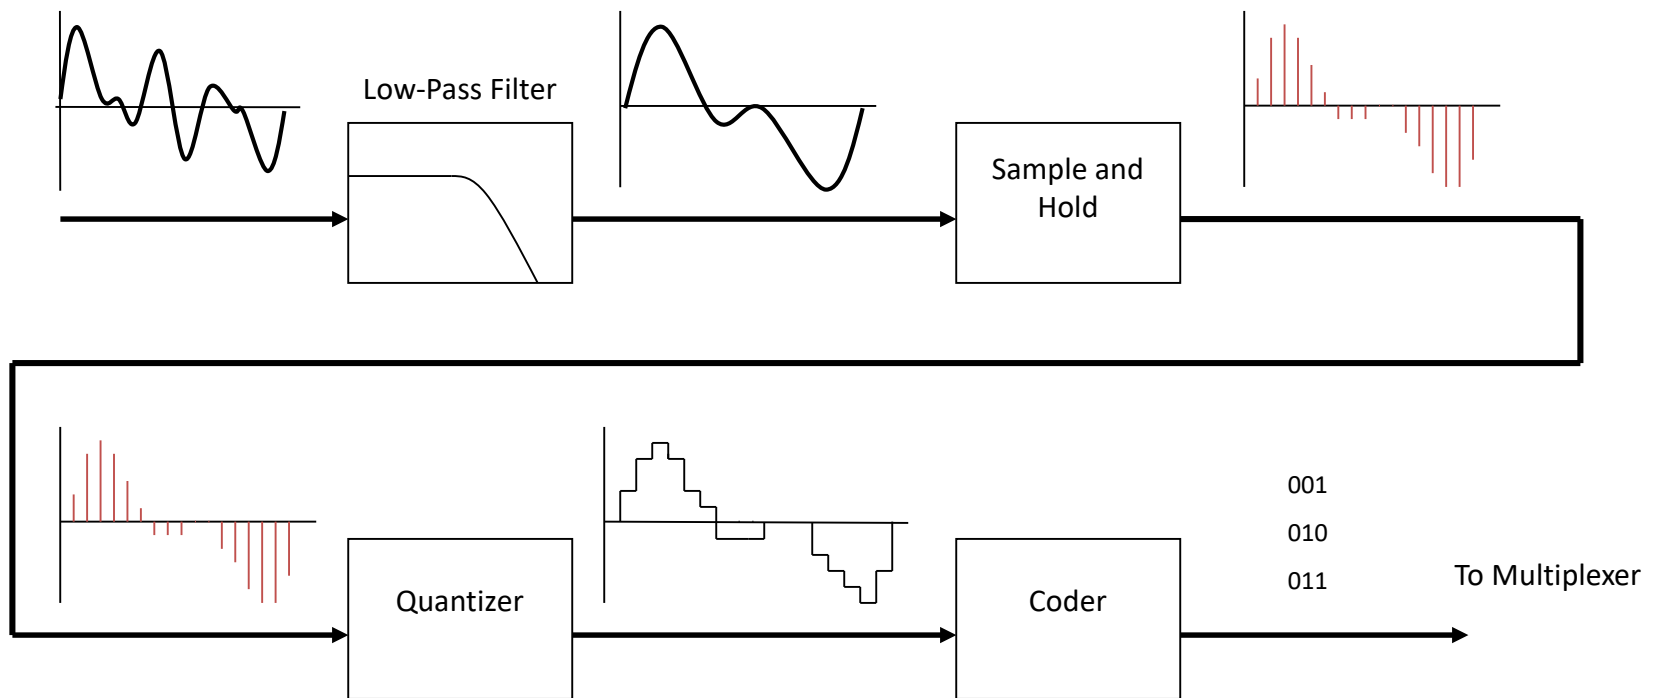 Low-Pass Filter
Sample and
Hold
Quantizer
Coder
001
010
011
To Multiplexer